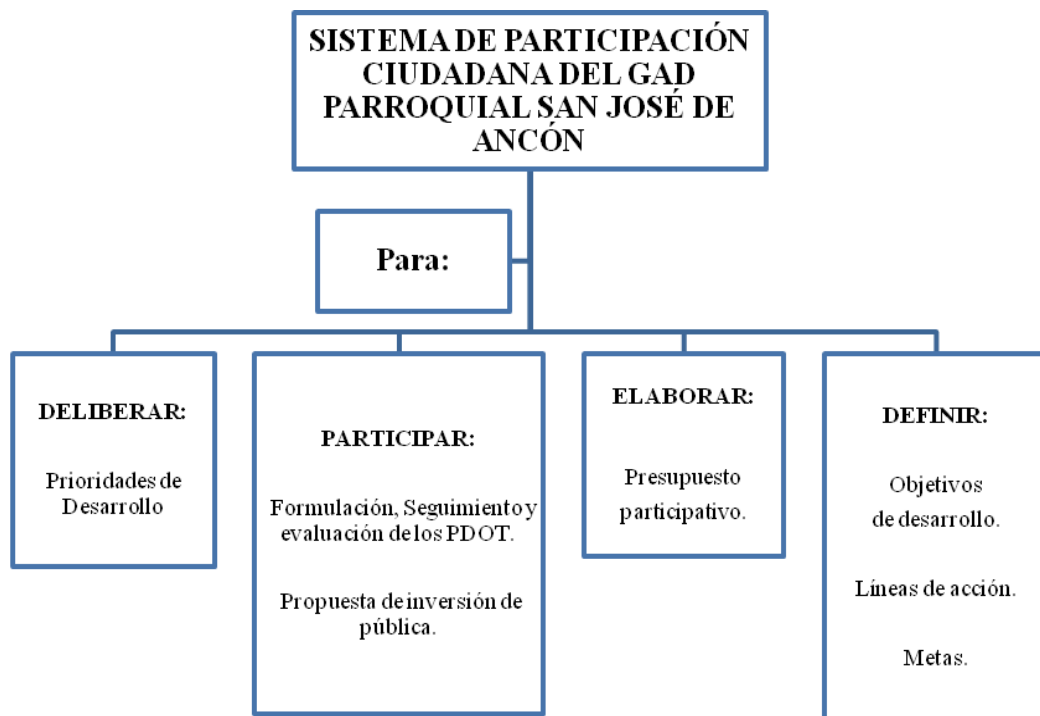 SISTEMA DE PARTICIPACIÓN
CIUDADANA DEL GAD
PARROQUIAL SAN JOSÉ DE
ANCÓN
Para:
DELIBERAR:
Prioridades de
Desarrollo
PARTICIPAR:
Formulación, Seguimiento y
evaluación de los PDOT.
Propuesta de inversión de
pública.
ELABORAR:
Presupuesto
participativo.
DEFINIR:
Objetivos
de desarrollo.
Líneas de acción.
Metas.